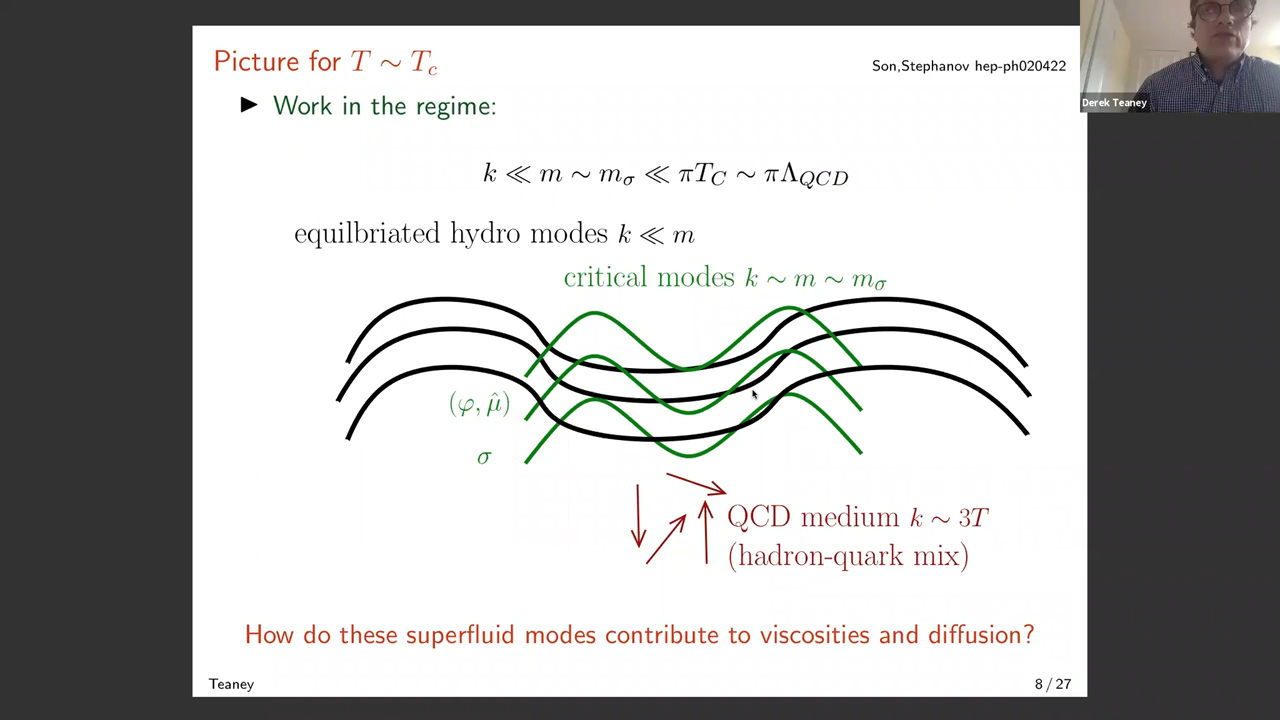 Picture for T ∼ T_c
Son,Stephanov hep-ph020422
Derek Teaney
▶ Work in the regime:
k ≪ m ∼ m_σ ≪ πT_C ∼ πΛ_QCD
equilbriated hydro modes k ≪ m
critical modes k ∼ m ∼ m_σ
(φ, μ̂)
σ
QCD medium k ∼ 3T
(hadron-quark mix)
How do these superfluid modes contribute to viscosities and diffusion?
Teaney
8 / 27